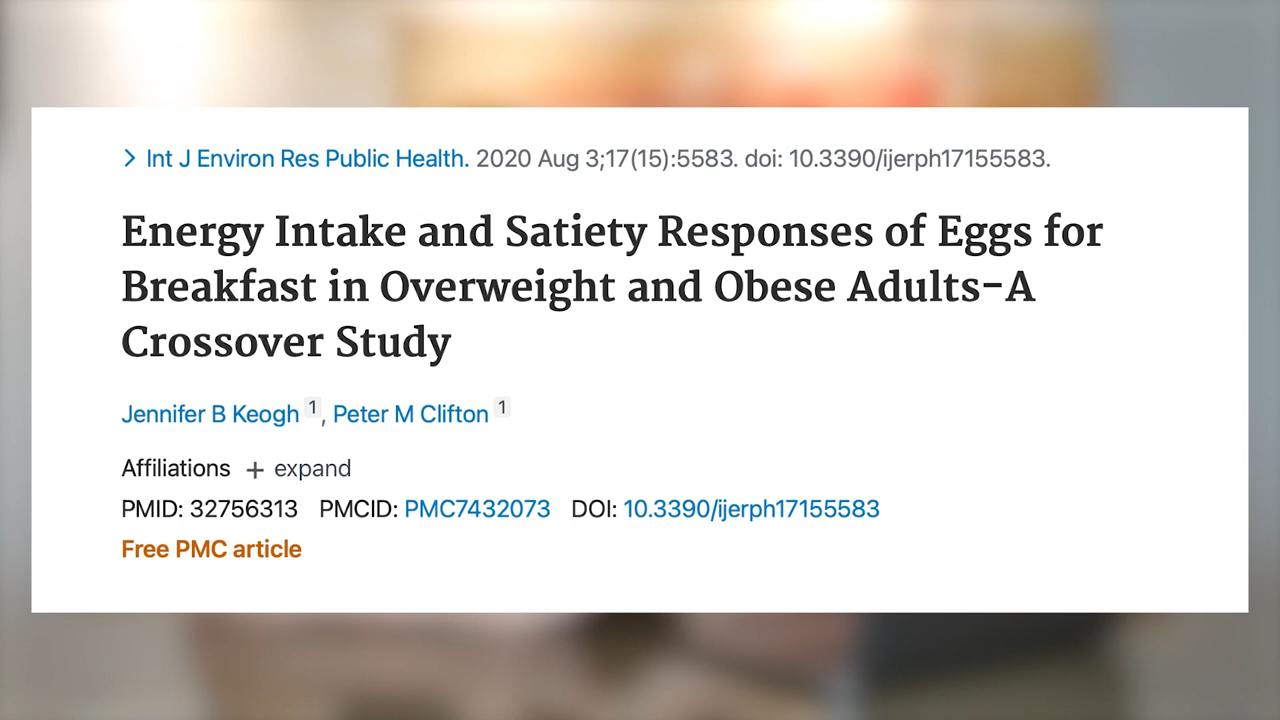 > Int J Environ Res Public Health. 2020 Aug 3;17(15):5583. doi: 10.3390/ijerph17155583.
Energy Intake and Satiety Responses of Eggs for
Breakfast in Overweight and Obese Adults-A
Crossover Study
Jennifer B Keogh 1, Peter M Clifton 1
Affiliations + expand
PMID: 32756313 PMCID: PMC7432073 DOI: 10.3390/ijerph17155583
Free PMC article